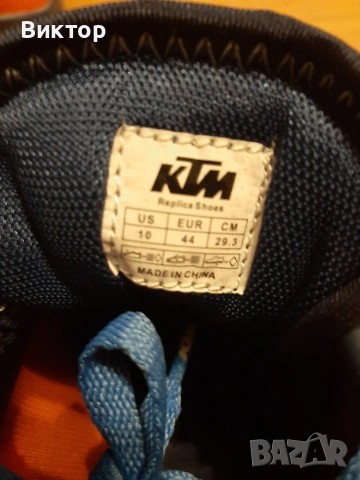 Виктор
KTM
Replica Shoes
US EUR CM
10 44 29.3
MADE IN CHINA
BAZAR